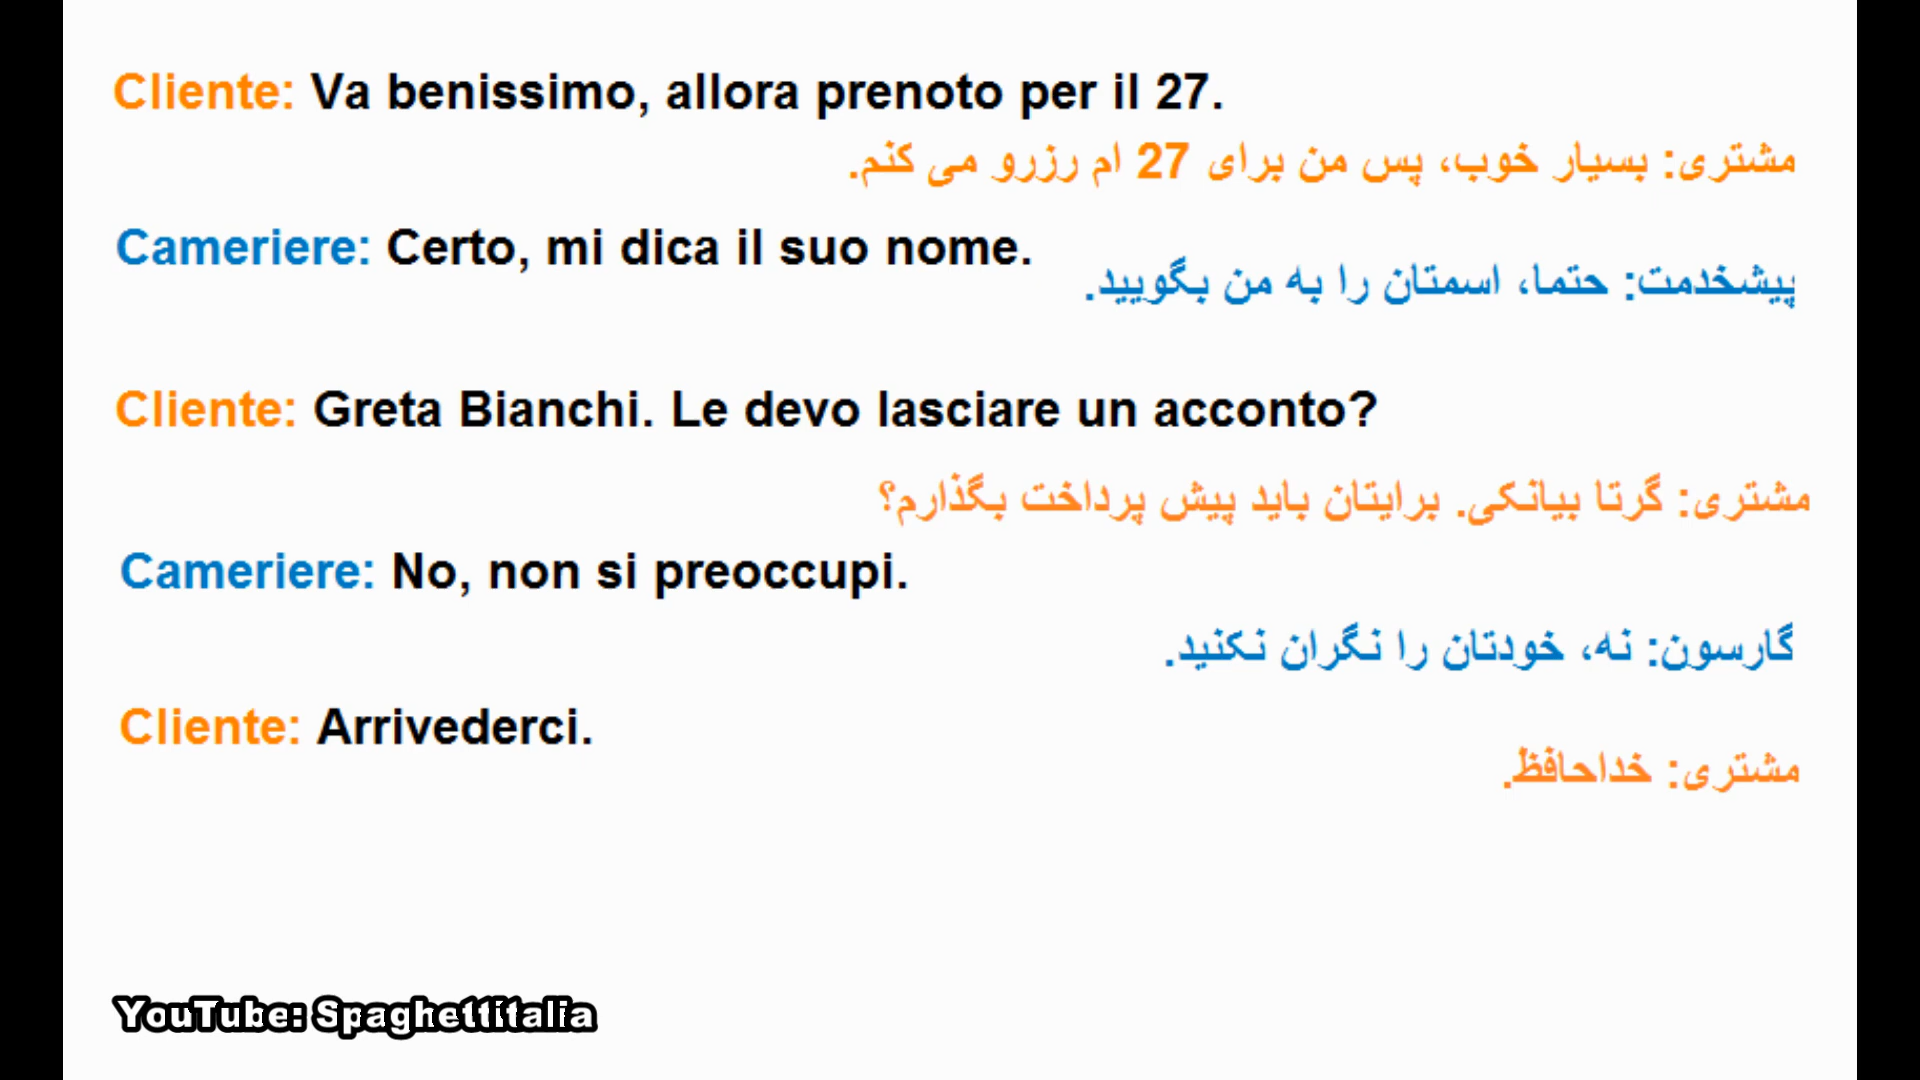 Cliente: Va benissimo, allora prenoto per il 27.
مشتری: بسیار خوب، پس من برای 27 ام رزرو می کنم.
Cameriere: Certo, mi dica il suo nome.
پیشخدمت: حتما، اسمتان را به من بگویید.
Cliente: Greta Bianchi. Le devo lasciare un acconto?
مشتری: گرتا بیانکی. برایتان باید پیش پرداخت بگذارم؟
Cameriere: No, non si preoccupi.
گارسون: نه، خودتان را نگران نکنید.
Cliente: Arrivederci.
مشتری: خداحافظ.
YouTube: Spaghettitalia